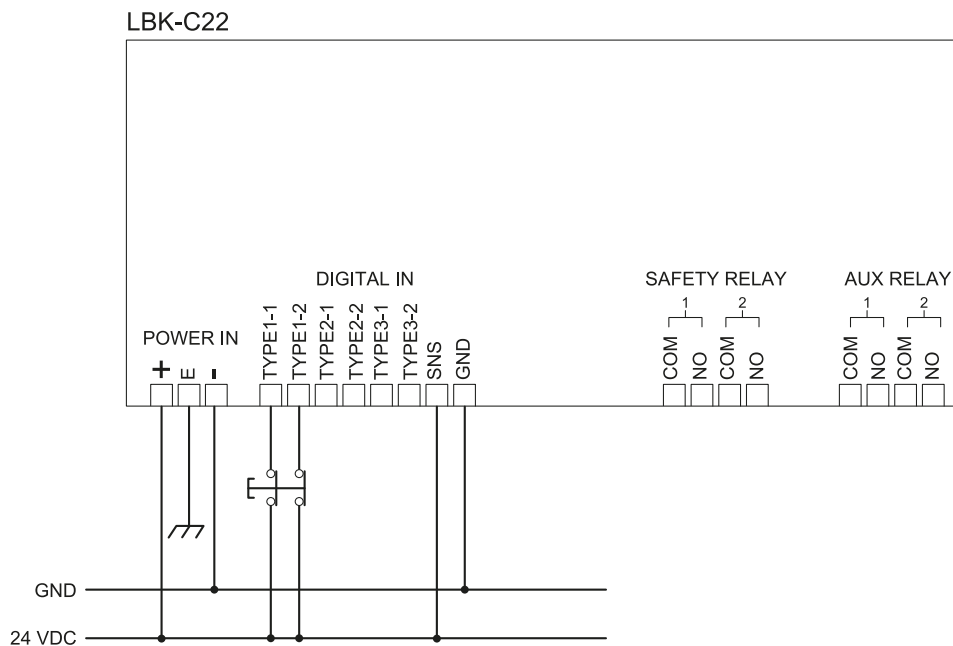 LBK-C22
DIGITAL IN
SAFETY RELAY
AUX RELAY
1 2
1 2
POWER IN
+ E -
TYPE1-1
TYPE1-2
TYPE2-1
TYPE2-2
TYPE3-1
TYPE3-2
SNS
GND
COM
NO
COM
NO
COM
NO
COM
NO
GND
24 VDC